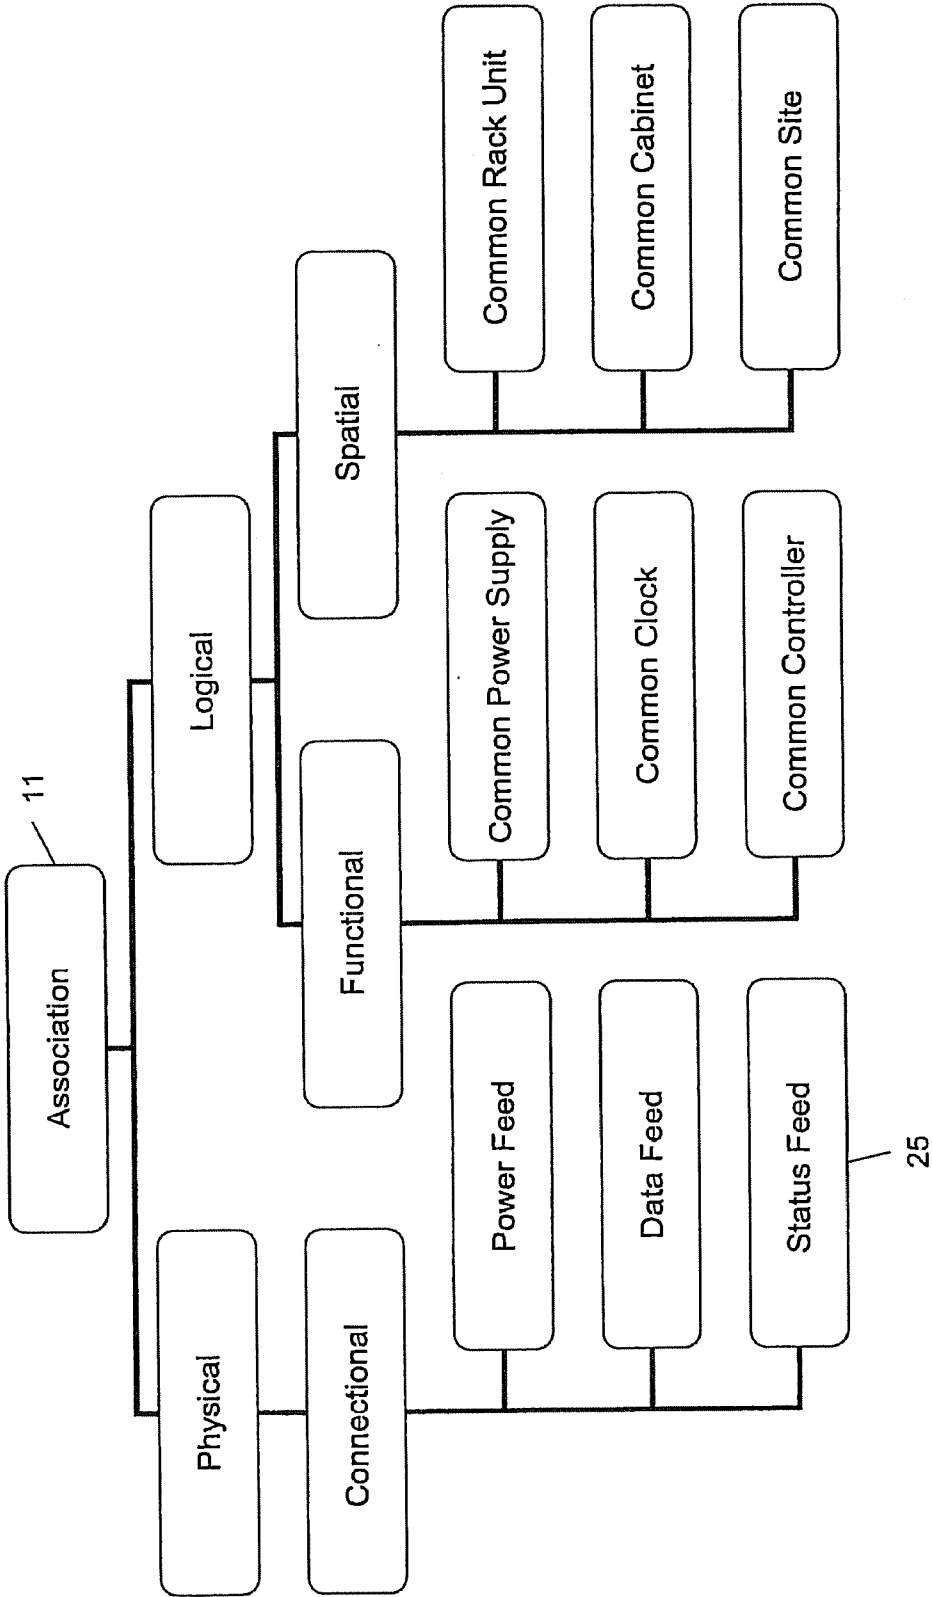 Association
11
Physical
Logical
Connectional
Functional
Spatial
Power Feed
Common Power Supply
Common Rack Unit
Data Feed
Common Clock
Common Cabinet
Status Feed
Common Controller
Common Site
25